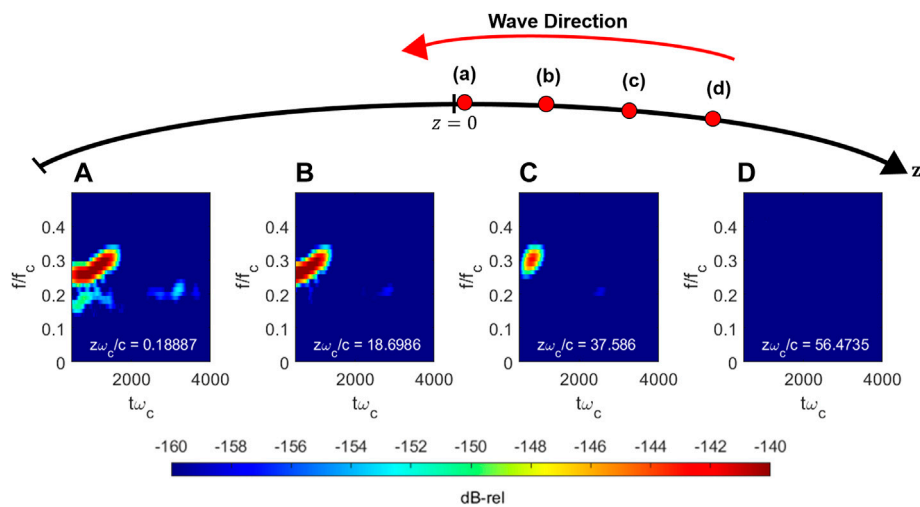 Wave Direction
(a)
(b)
(c)
(d)
z = 0
z
A
B
C
D
f/f_c
0.4
0.3
0.2
0.1
0
zω_c/c = 0.18887
2000 4000
tω_c
f/f_c
0.4
0.3
0.2
0.1
0
zω_c/c = 18.6986
2000 4000
tω_c
f/f_c
0.4
0.3
0.2
0.1
0
zω_c/c = 37.586
2000 4000
tω_c
f/f_c
0.4
0.3
0.2
0.1
0
zω_c/c = 56.4735
2000 4000
tω_c
-160 -158 -156 -154 -152 -150 -148 -146 -144 -142 -140
dB-rel